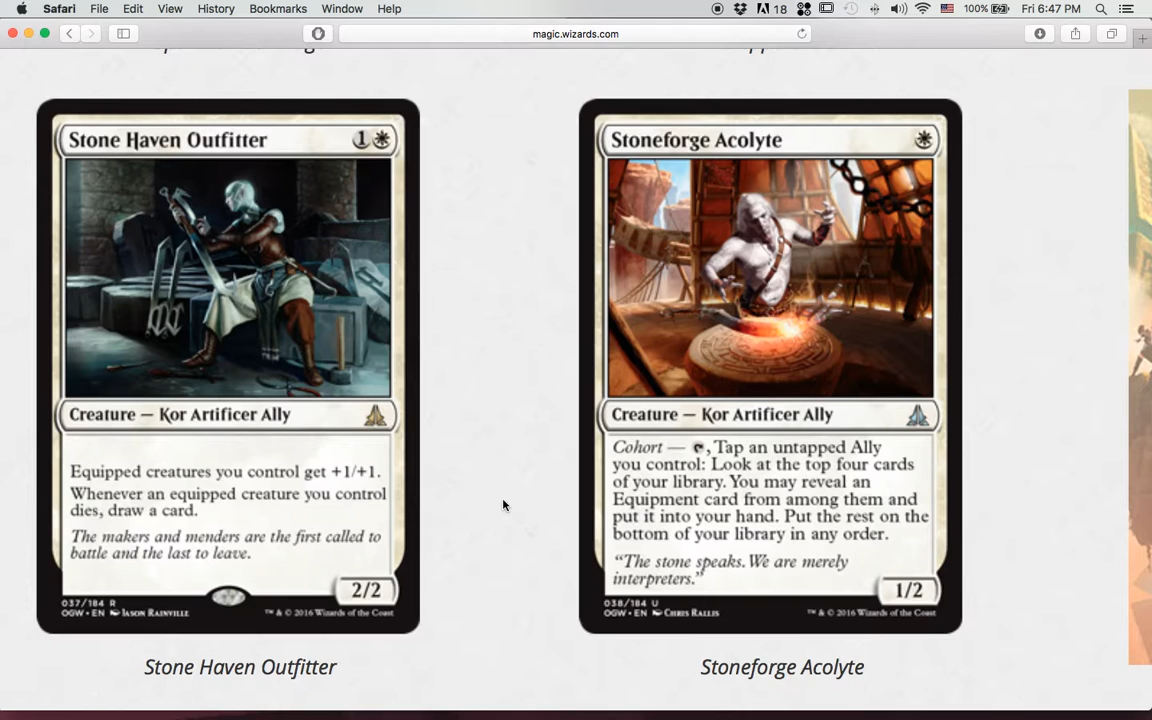 Safari File Edit View History Bookmarks Window Help 18 100% Fri 6:47 PM
magic.wizards.com
Stone Haven Outfitter 1
Creature — Kor Artificer Ally
Equipped creatures you control get +1/+1.
Whenever an equipped creature you control
dies, draw a card.
The makers and menders are the first called to
battle and the last to leave.
2/2
037/184 R
OGW • EN Jason Rainville ™ & © 2016 Wizards of the Coast
Stone Haven Outfitter
Stoneforge Acolyte
Creature — Kor Artificer Ally
Cohort — , Tap an untapped Ally
you control: Look at the top four cards
of your library. You may reveal an
Equipment card from among them and
put it into your hand. Put the rest on the
bottom of your library in any order.
“The stone speaks. We are merely
interpreters.”
1/2
038/184 U
OGW • EN Chris Rallis ™ & © 2016 Wizards of the Coast
Stoneforge Acolyte